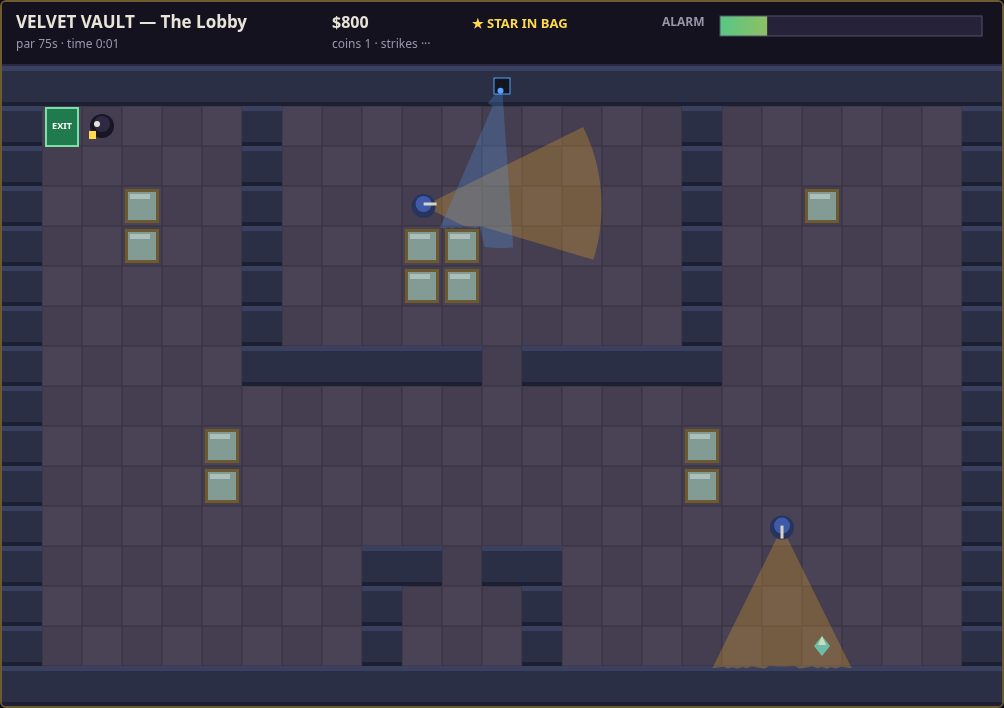 VELVET VAULT — The Lobby
par 75s · time 0:01
$800
coins 1 · strikes ···
★ STAR IN BAG
ALARM
EXIT